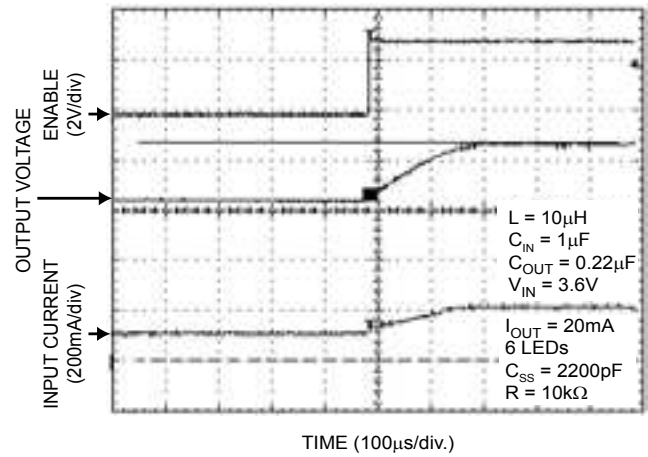 ENABLE
(2V/div)
OUTPUT VOLTAGE
INPUT CURRENT
(200mA/div)
L = 10μH
C_IN = 1μF
C_OUT = 0.22μF
V_IN = 3.6V
I_OUT = 20mA
6 LEDs
C_SS = 2200pF
R = 10kΩ
TIME (100μs/div.)